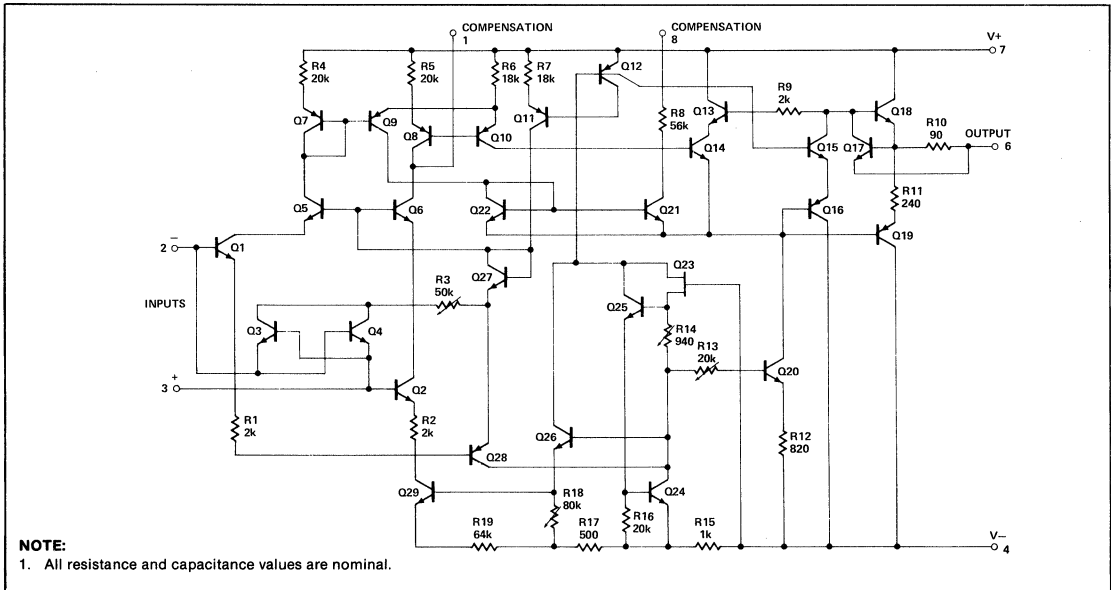 COMPENSATION
1
COMPENSATION
8
V+
7
R4
20k
R5
20k
R6
18k
R7
18k
Q12
R9
2k
Q7
Q9
Q8
Q10
Q11
R8
56k
Q13
Q18
R10
90
OUTPUT
6
Q14
Q15
Q17
R11
240
Q5
Q6
Q22
Q21
Q16
Q19
2
−
Q1
Q27
Q23
R3
50k
INPUTS
Q25
Q3
Q4
R14
940
R13
20k
Q20
+
3
Q2
R1
2k
R2
2k
Q26
R12
820
Q28
Q29
R18
80k
Q24
R19
64k
R17
500
R16
20k
R15
1k
V−
4
NOTE:
1. All resistance and capacitance values are nominal.